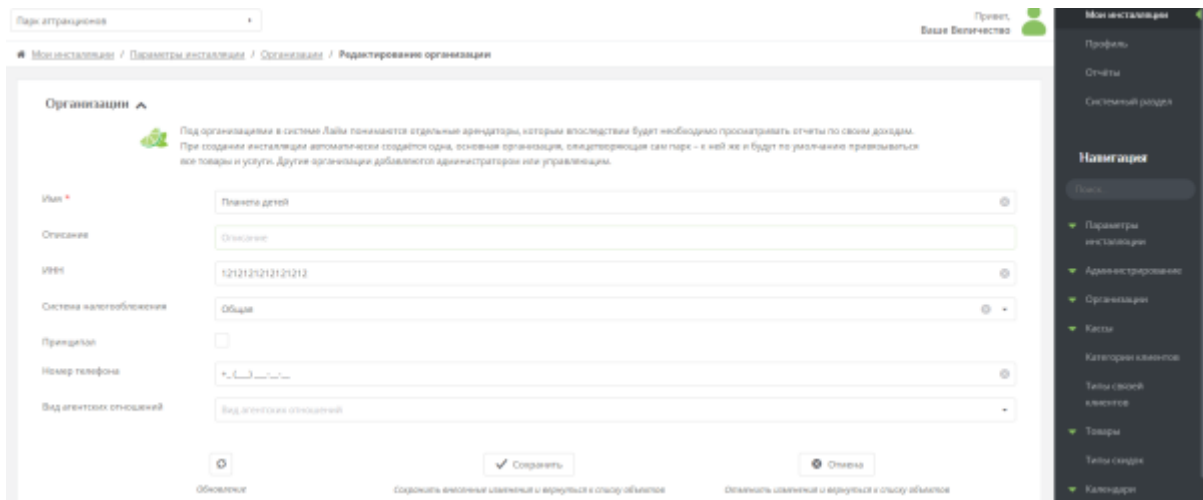 Парк аттракционов
Привет,
Ваше Величество
Мои инсталляции / Параметры инсталляции / Организации / Редактирование организации
Организации
Под организациями в системе Лайм понимаются отдельные арендаторы, которым впоследствии будет необходимо просматривать отчеты по своим доходам.
При создании инсталляции автоматически создаётся одна, основная организация, олицетворяющая сам парк – к ней же и будут по умолчанию привязываться
все товары и услуги. Другие организации добавляются администратором или управляющим.
Имя *
Планета детей
Описание
Описание
ИНН
1212121212121212
Система налогообложения
Общая
Принципал
Номер телефона
+_ (___) ___-__-__
Вид агентских отношений
Вид агентских отношений
Сохранить
Отмена
Обновление
Сохранить внесенные изменения и вернуться к списку объектов
Отменить изменения и вернуться к списку объектов
Мои инсталляции
Профиль
Отчёты
Системный раздел
Навигация
Поиск...
Параметры
инсталляции
Администрирование
Организации
Кассы
Категории клиентов
Типы связей
клиентов
Товары
Типы скидок
Календари